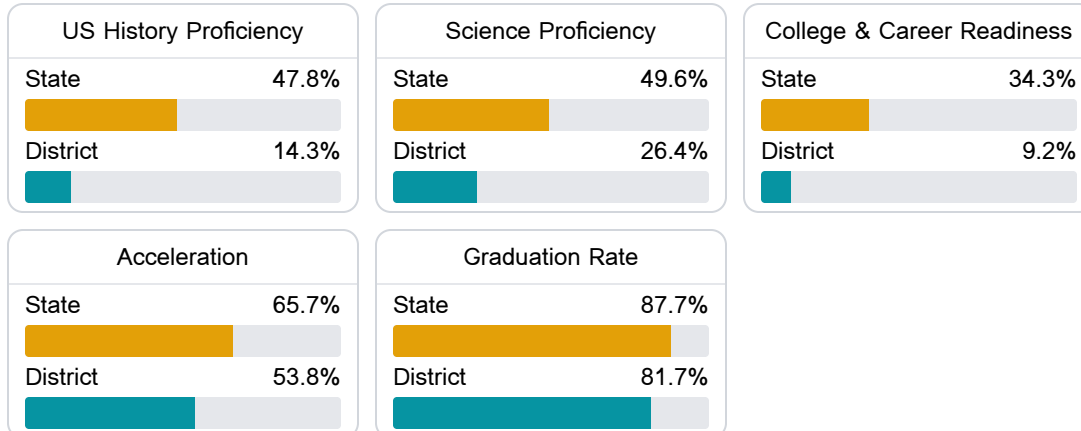 US History Proficiency
State 47.8%
District 14.3%
Science Proficiency
State 49.6%
District 26.4%
College & Career Readiness
State 34.3%
District 9.2%
Acceleration
State 65.7%
District 53.8%
Graduation Rate
State 87.7%
District 81.7%